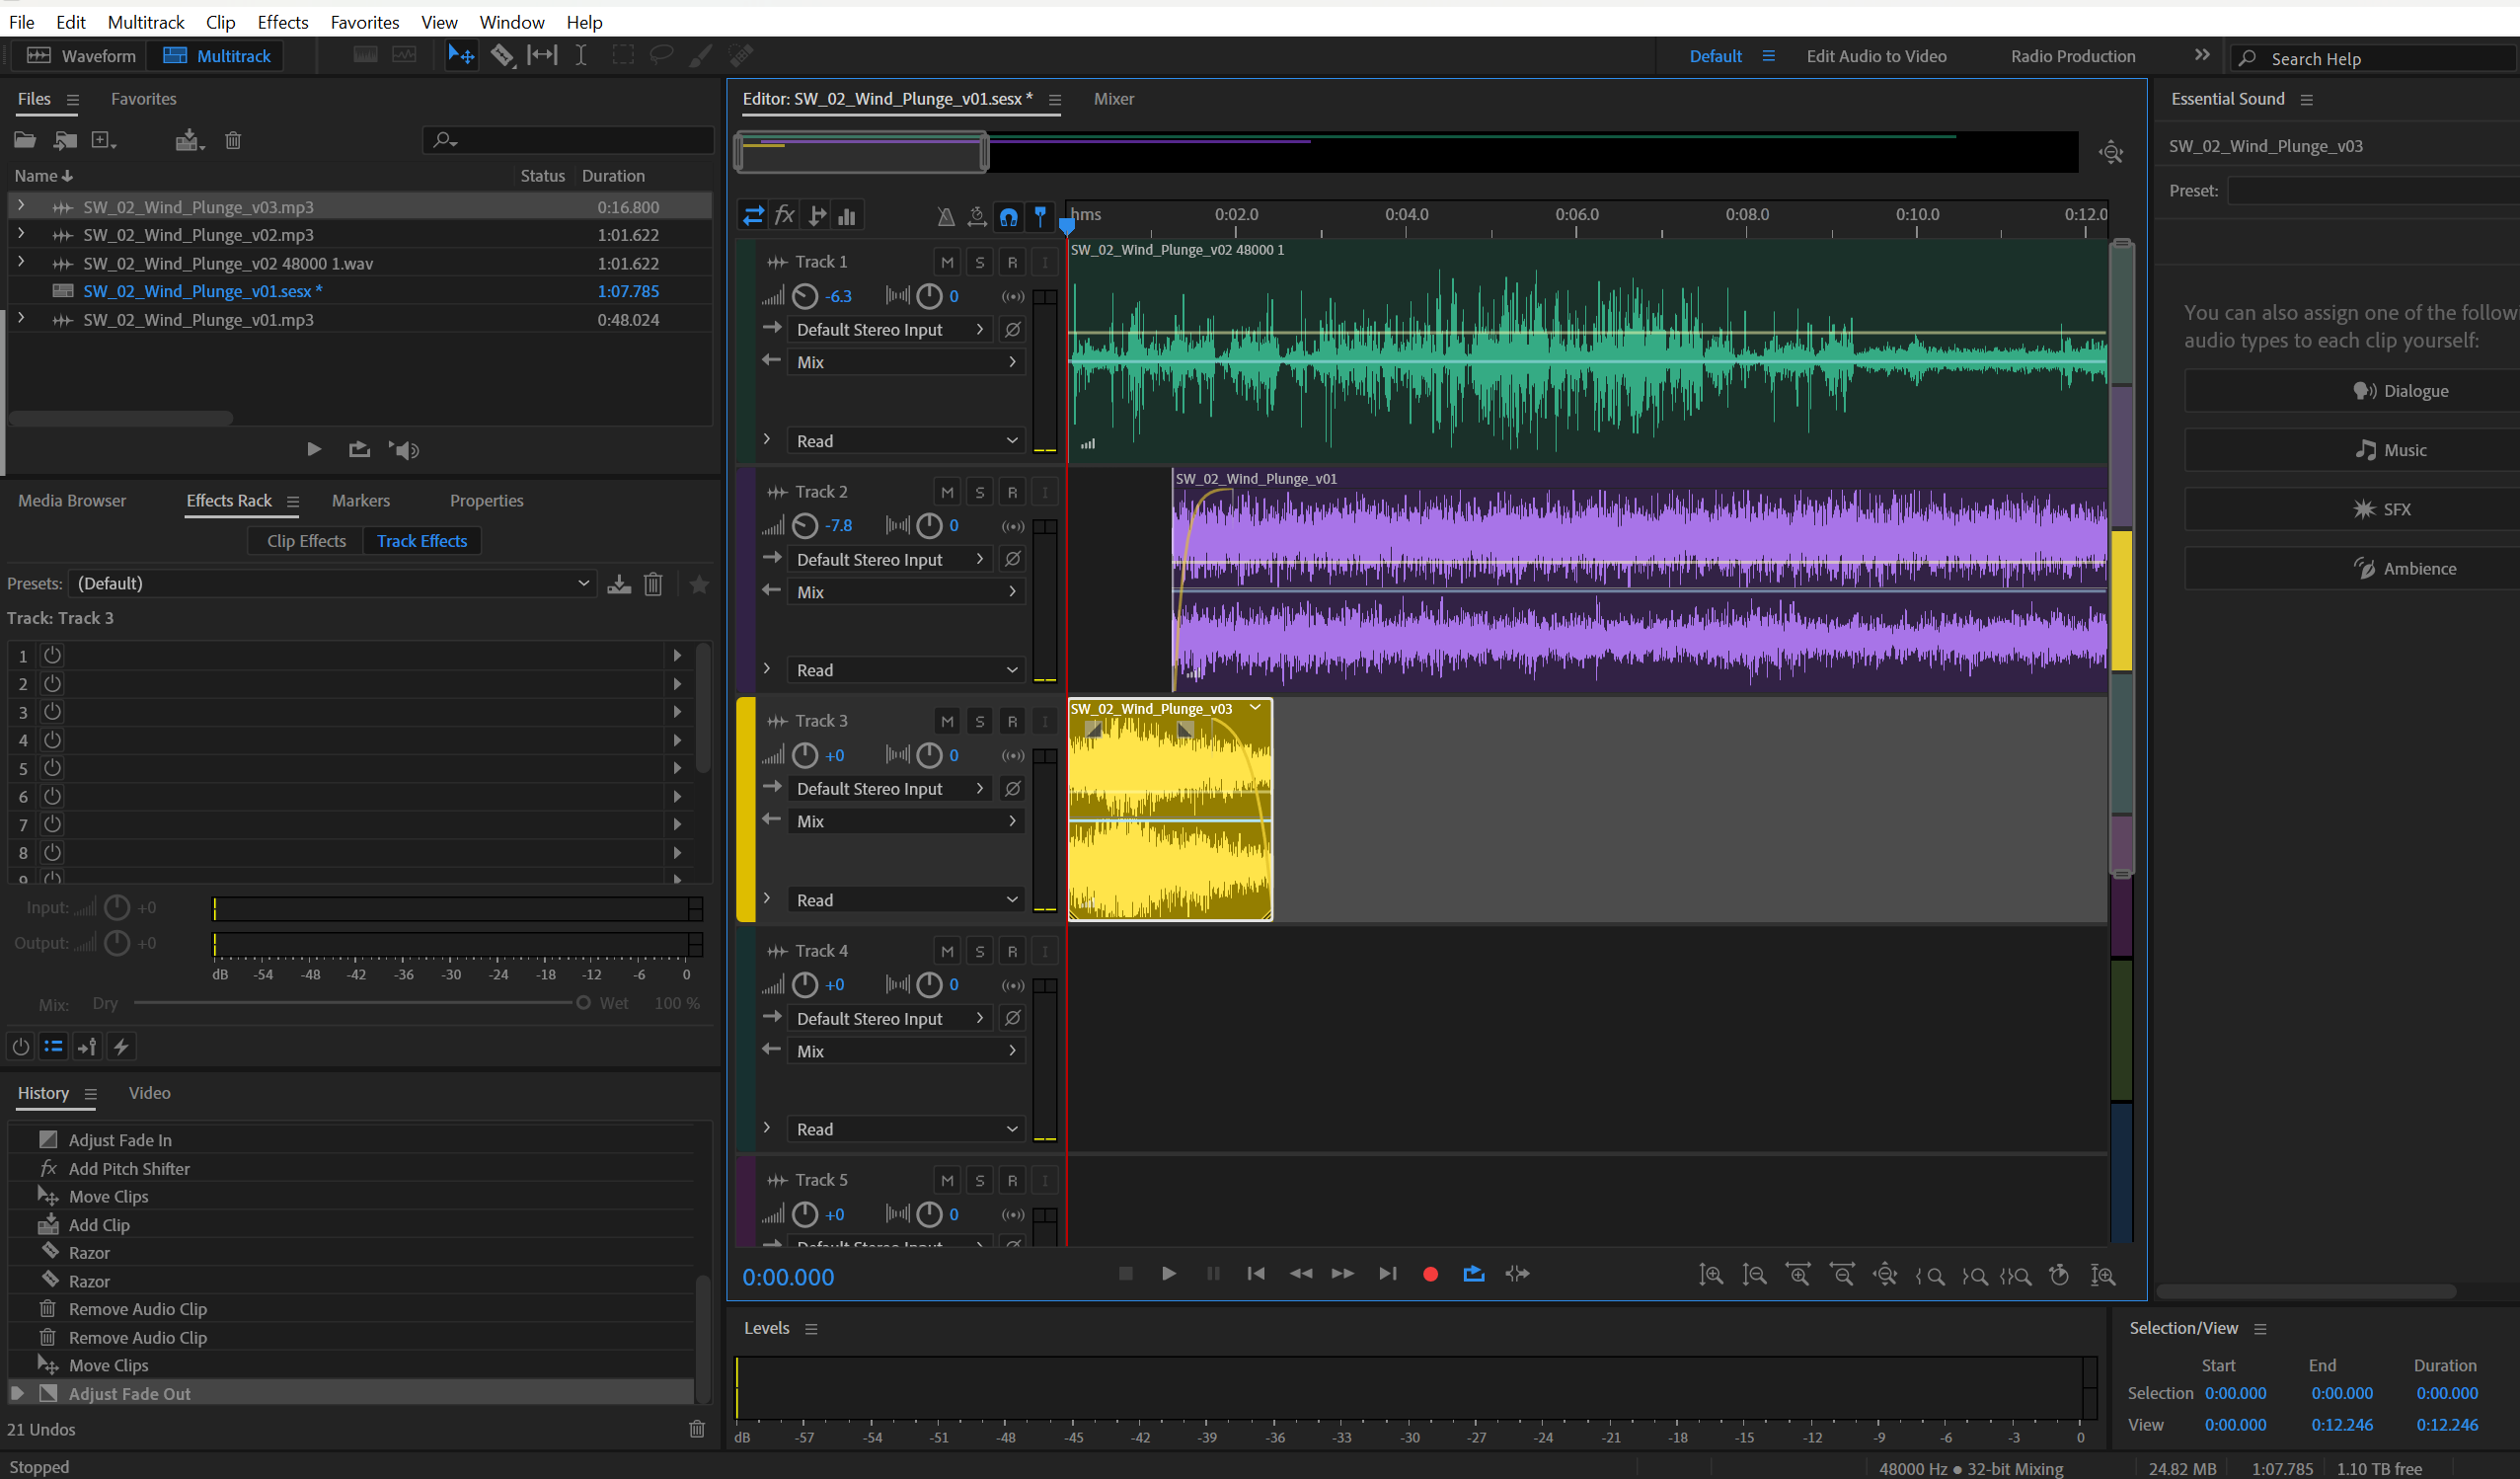 File Edit Multitrack Clip Effects Favorites View Window Help
Waveform Multitrack Default Edit Audio to Video Radio Production Search Help
Files Favorites
Name Status Duration
SW_02_Wind_Plunge_v03.mp3 0:16.800
SW_02_Wind_Plunge_v02.mp3 1:01.622
SW_02_Wind_Plunge_v02 48000 1.wav 1:01.622
SW_02_Wind_Plunge_v01.sesx * 1:07.785
SW_02_Wind_Plunge_v01.mp3 0:48.024
Media Browser Effects Rack Markers Properties
Clip Effects Track Effects
Presets: (Default)
Track: Track 3
1
2
3
4
5
6
7
8
9
Input: +0
Output: +0
dB -54 -48 -42 -36 -30 -24 -18 -12 -6 0
Mix: Dry Wet 100 %
History Video
Adjust Fade In
fx Add Pitch Shifter
Move Clips
Add Clip
Razor
Razor
Remove Audio Clip
Remove Audio Clip
Move Clips
Adjust Fade Out
21 Undos
Stopped
Editor: SW_02_Wind_Plunge_v01.sesx * Mixer
fx hms 0:02.0 0:04.0 0:06.0 0:08.0 0:10.0 0:12.0
SW_02_Wind_Plunge_v02 48000 1
Track 1 M S R I
-6.3 0
Default Stereo Input
Mix
Read
SW_02_Wind_Plunge_v01
Track 2 M S R I
-7.8 0
Default Stereo Input
Mix
Read
SW_02_Wind_Plunge_v03
Track 3 M S R I
+0 0
Default Stereo Input
Mix
Read
Track 4 M S R I
+0 0
Default Stereo Input
Mix
Read
Track 5 M S R I
+0 0
Default Stereo Input
0:00.000
Levels
dB -57 -54 -51 -48 -45 -42 -39 -36 -33 -30 -27 -24 -21 -18 -15 -12 -9 -6 -3 0
Essential Sound
SW_02_Wind_Plunge_v03
Preset:
You can also assign one of the follow
audio types to each clip yourself:
Dialogue
Music
SFX
Ambience
Selection/View
Start End Duration
Selection 0:00.000 0:00.000 0:00.000
View 0:00.000 0:12.246 0:12.246
48000 Hz ● 32-bit Mixing 24.82 MB 1:07.785 1.10 TB free